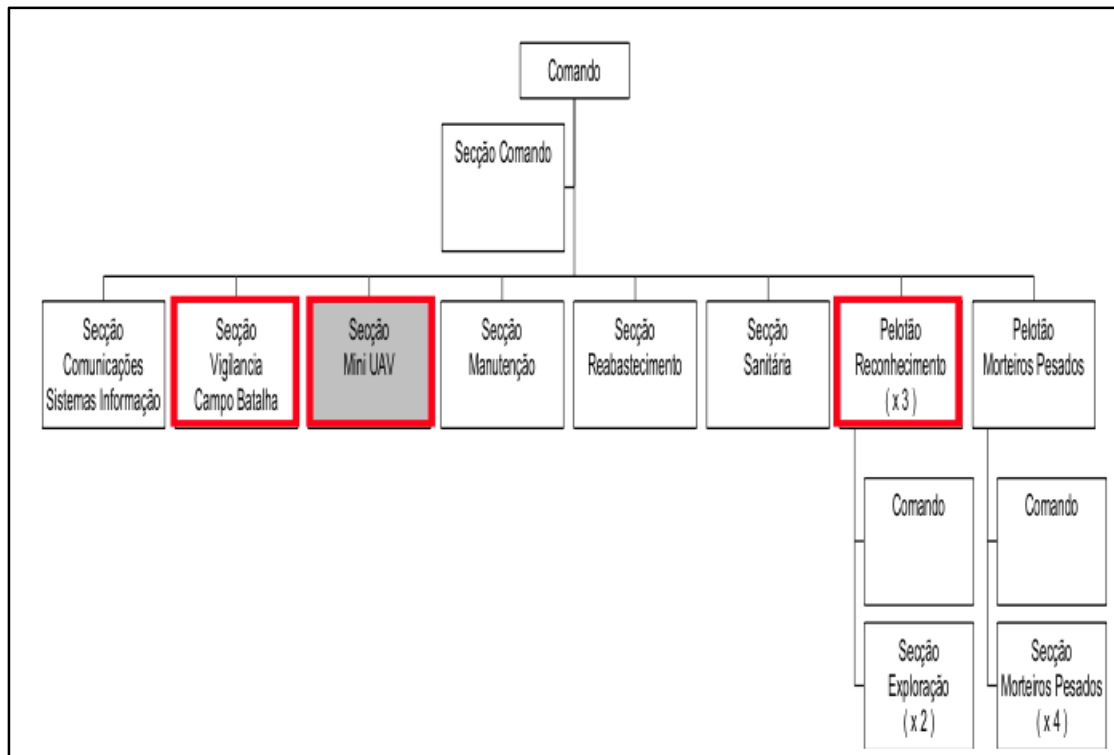 Comando
Secção Comando
Secção
Comunicações
Sistemas Informação
Secção
Vigilancia
Campo Batalha
Secção
Mini UAV
Secção
Manutenção
Secção
Reabastecimento
Secção
Sanitária
Pelotão
Reconhecimento
( x 3 )
Pelotão
Morteiros Pesados
Comando
Comando
Secção
Exploração
( x 2 )
Secção
Morteiros Pesados
( x 4 )